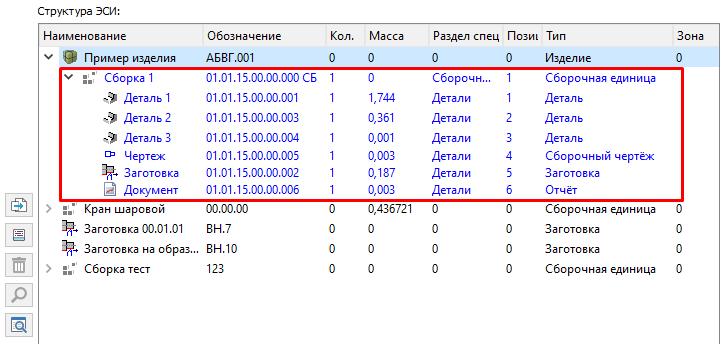 Структура ЭСИ:
Наименование Обозначение Кол. Масса Раздел спец Позиц Тип Зона
Пример изделия АБВГ.001 0 0 0 Изделие 0
Сборка 1 01.01.15.00.00.000 СБ 1 0 Сборочн... 1 Сборочная единица 0
Деталь 1 01.01.15.00.00.001 1 1,744 Детали 1 Деталь 0
Деталь 2 01.01.15.00.00.003 1 0,361 Детали 2 Деталь 0
Деталь 3 01.01.15.00.00.004 1 0,001 Детали 3 Деталь 0
Чертеж 01.01.15.00.00.005 1 0,003 Детали 4 Сборочный чертёж 0
Заготовка 01.01.15.00.00.002 1 0,187 Детали 5 Заготовка 0
Документ 01.01.15.00.00.006 1 0,003 Детали 6 Отчёт 0
Кран шаровой 00.00.00 0 0,436721 0 Сборочная единица 0
Заготовка 00.01.01 ВН.7 0 0 0 Заготовка 0
Заготовка на образ... ВН.10 0 0 0 Заготовка 0
Сборка тест 123 0 0 0 Сборочная единица 0